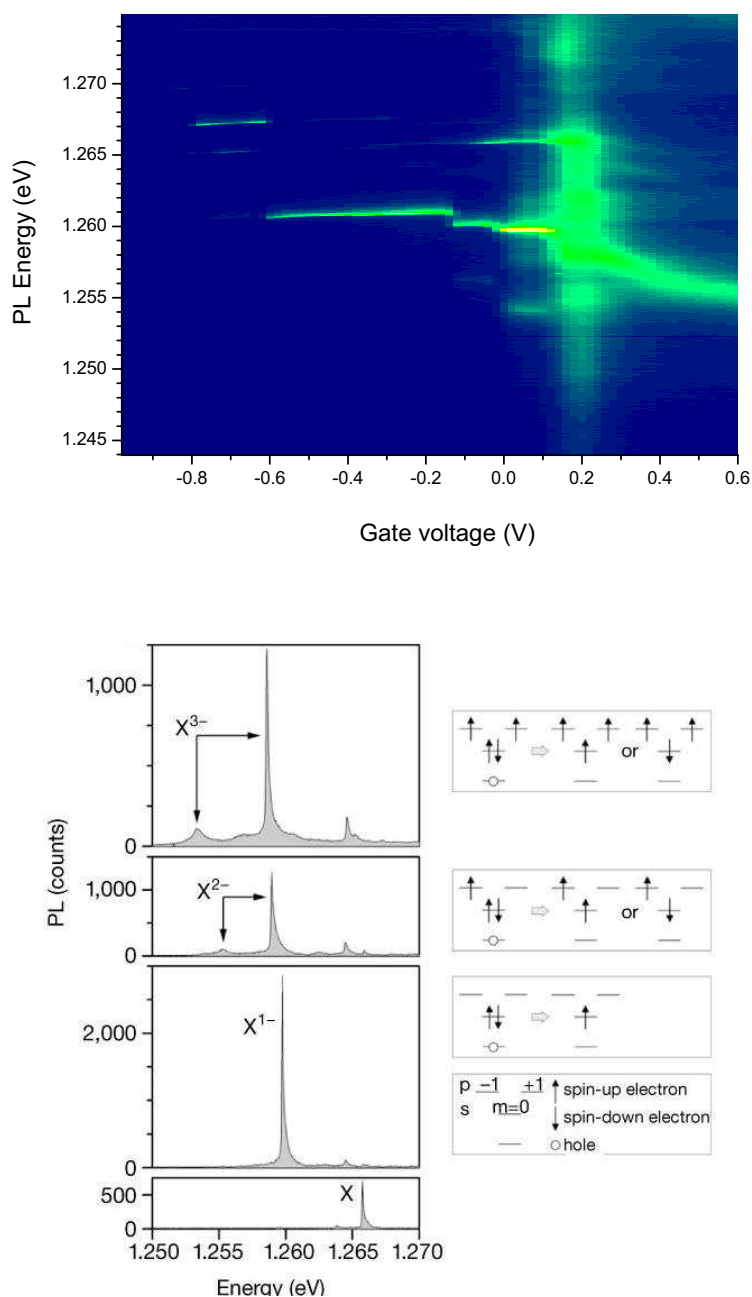 1.270
1.265
1.260
1.255
1.250
1.245
PL Energy (eV)
-0.8 -0.6 -0.4 -0.2 0.0 0.2 0.4 0.6
Gate voltage (V)
1,000
0
X3–
1,000
0
X2–
2,000
0
X1–
500
0
X
PL (counts)
1.250 1.255 1.260 1.265 1.270
Energy (eV)
or
or
p –1 +1 spin-up electron
s m=0
spin-down electron
hole